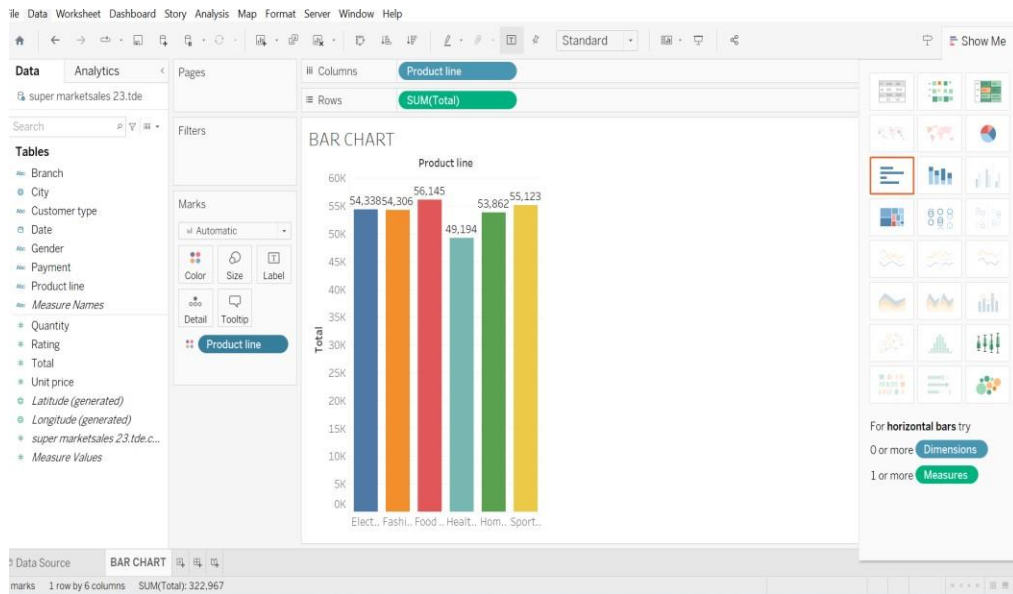 ile Data Worksheet Dashboard Story Analysis Map Format Server Window Help
Standard
Show Me
Data Analytics
super marketsales 23.tde
Search
Tables
Abc Branch
City
Abc Customer type
Date
Abc Gender
Abc Payment
Abc Product line
Abc Measure Names
Quantity
Rating
Total
Unit price
Latitude (generated)
Longitude (generated)
super marketsales 23.tde.c...
Measure Values
Pages
Filters
Marks
Automatic
Color Size Label
Detail Tooltip
Product line
Columns Product line
Rows SUM(Total)
BAR CHART
Product line
Total
60K
55K
50K
45K
40K
35K
30K
25K
20K
15K
10K
5K
0K
54,338 54,306 56,145 49,194 53,862 55,123
Elect.. Fashi.. Food .. Healt.. Hom.. Sport..
For horizontal bars try
0 or more Dimensions
1 or more Measures
Data Source BAR CHART
marks 1 row by 6 columns SUM(Total): 322,967